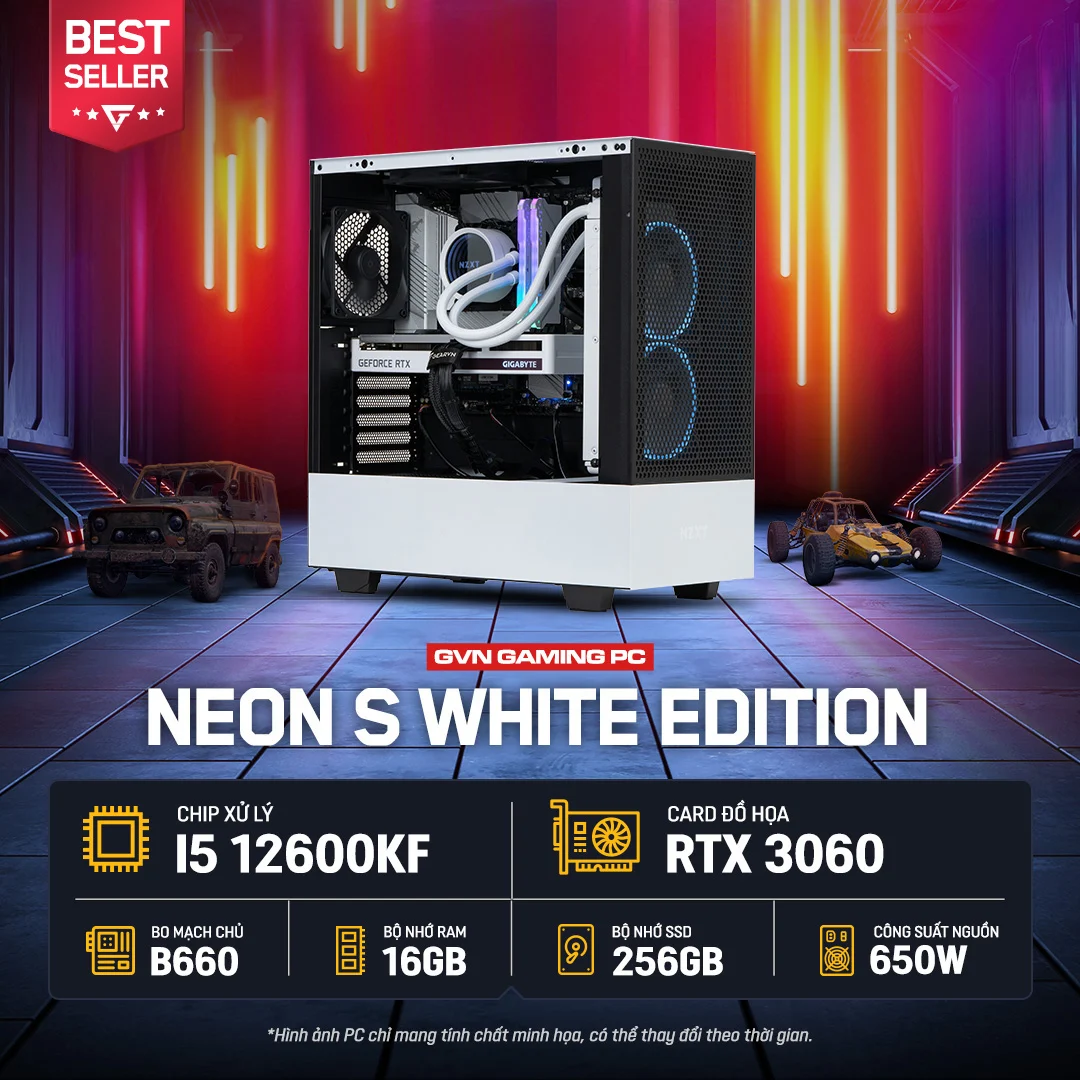 BEST
SELLER
NZXT
GEFORCE RTX
GIGABYTE
NZXT
GVN GAMING PC
NEON S WHITE EDITION
CHIP XỬ LÝ
I5 12600KF
CARD ĐỒ HỌA
RTX 3060
BO MẠCH CHỦ
B660
BỘ NHỚ RAM
16GB
BỘ NHỚ SSD
256GB
CÔNG SUẤT NGUỒN
650W
*Hình ảnh PC chỉ mang tính chất minh họa, có thể thay đổi theo thời gian.